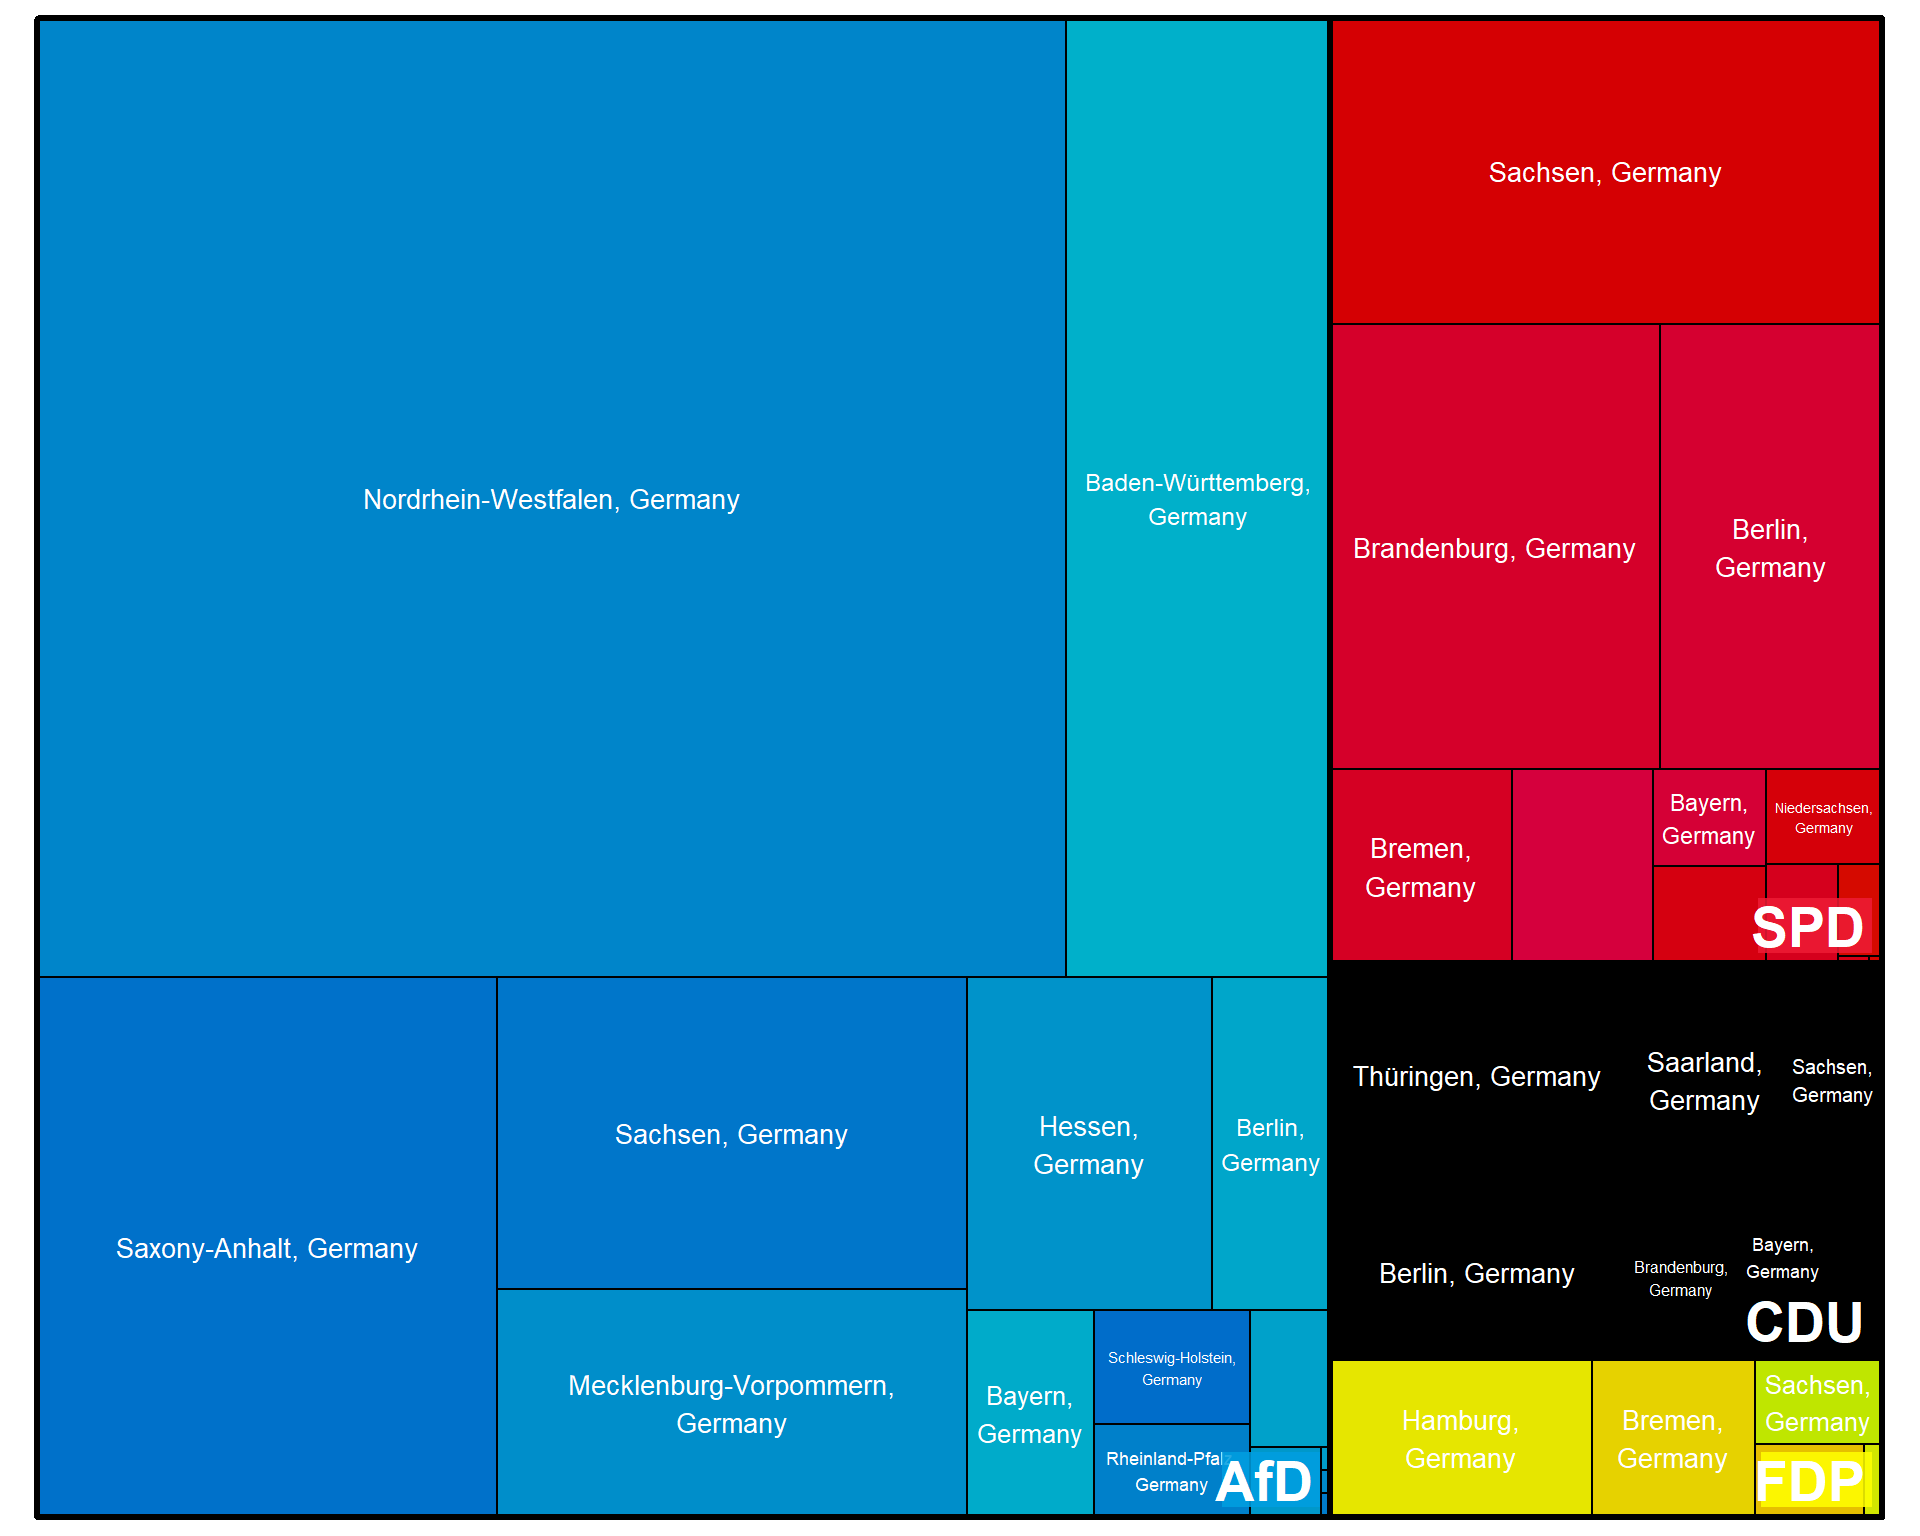 Nordrhein-Westfalen, Germany
Baden-Württemberg,
Germany
Saxony-Anhalt, Germany
Sachsen, Germany
Mecklenburg-Vorpommern,
Germany
Hessen,
Germany
Berlin,
Germany
Bayern,
Germany
Schleswig-Holstein,
Germany
Rheinland-Pfalz,
Germany
AfD
Sachsen, Germany
Brandenburg, Germany
Berlin,
Germany
Bremen,
Germany
Bayern,
Germany
Niedersachsen,
Germany
SPD
Thüringen, Germany
Saarland,
Germany
Sachsen,
Germany
Berlin, Germany
Brandenburg,
Germany
Bayern,
Germany
CDU
Hamburg,
Germany
Bremen,
Germany
Sachsen,
Germany
FDP